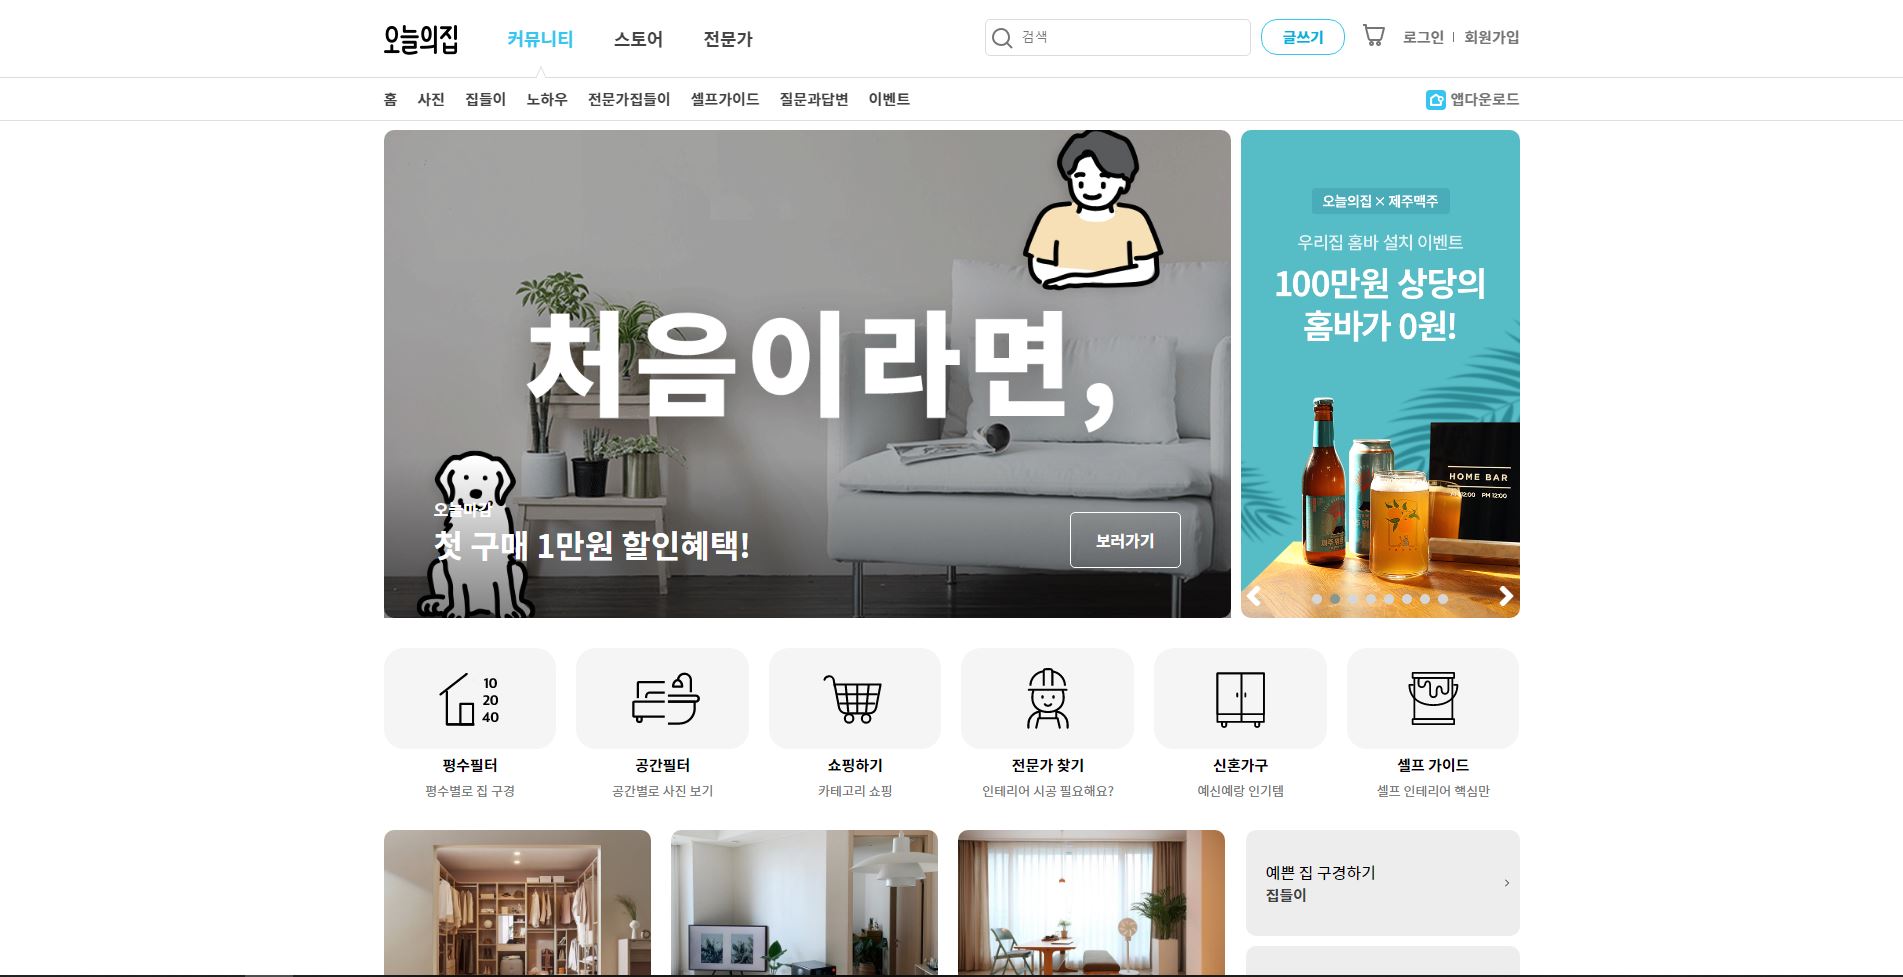 오늘의집
커뮤니티 스토어 전문가
검색
글쓰기
로그인 | 회원가입
홈 사진 집들이 노하우 전문가집들이 셀프가이드 질문과답변 이벤트
앱다운로드
처음이라면,
오늘마감
첫 구매 1만원 할인혜택!
보러가기
오늘의집 × 제주맥주
우리집 홈바 설치 이벤트
100만원 상당의
홈바가 0원!
HOME BAR
PM 12:00
10
20
40
평수필터
평수별로 집 구경
공간필터
공간별로 사진 보기
쇼핑하기
카테고리 쇼핑
전문가 찾기
인테리어 시공 필요해요?
신혼가구
예신예랑 인기템
셀프 가이드
셀프 인테리어 핵심만
예쁜 집 구경하기
집들이